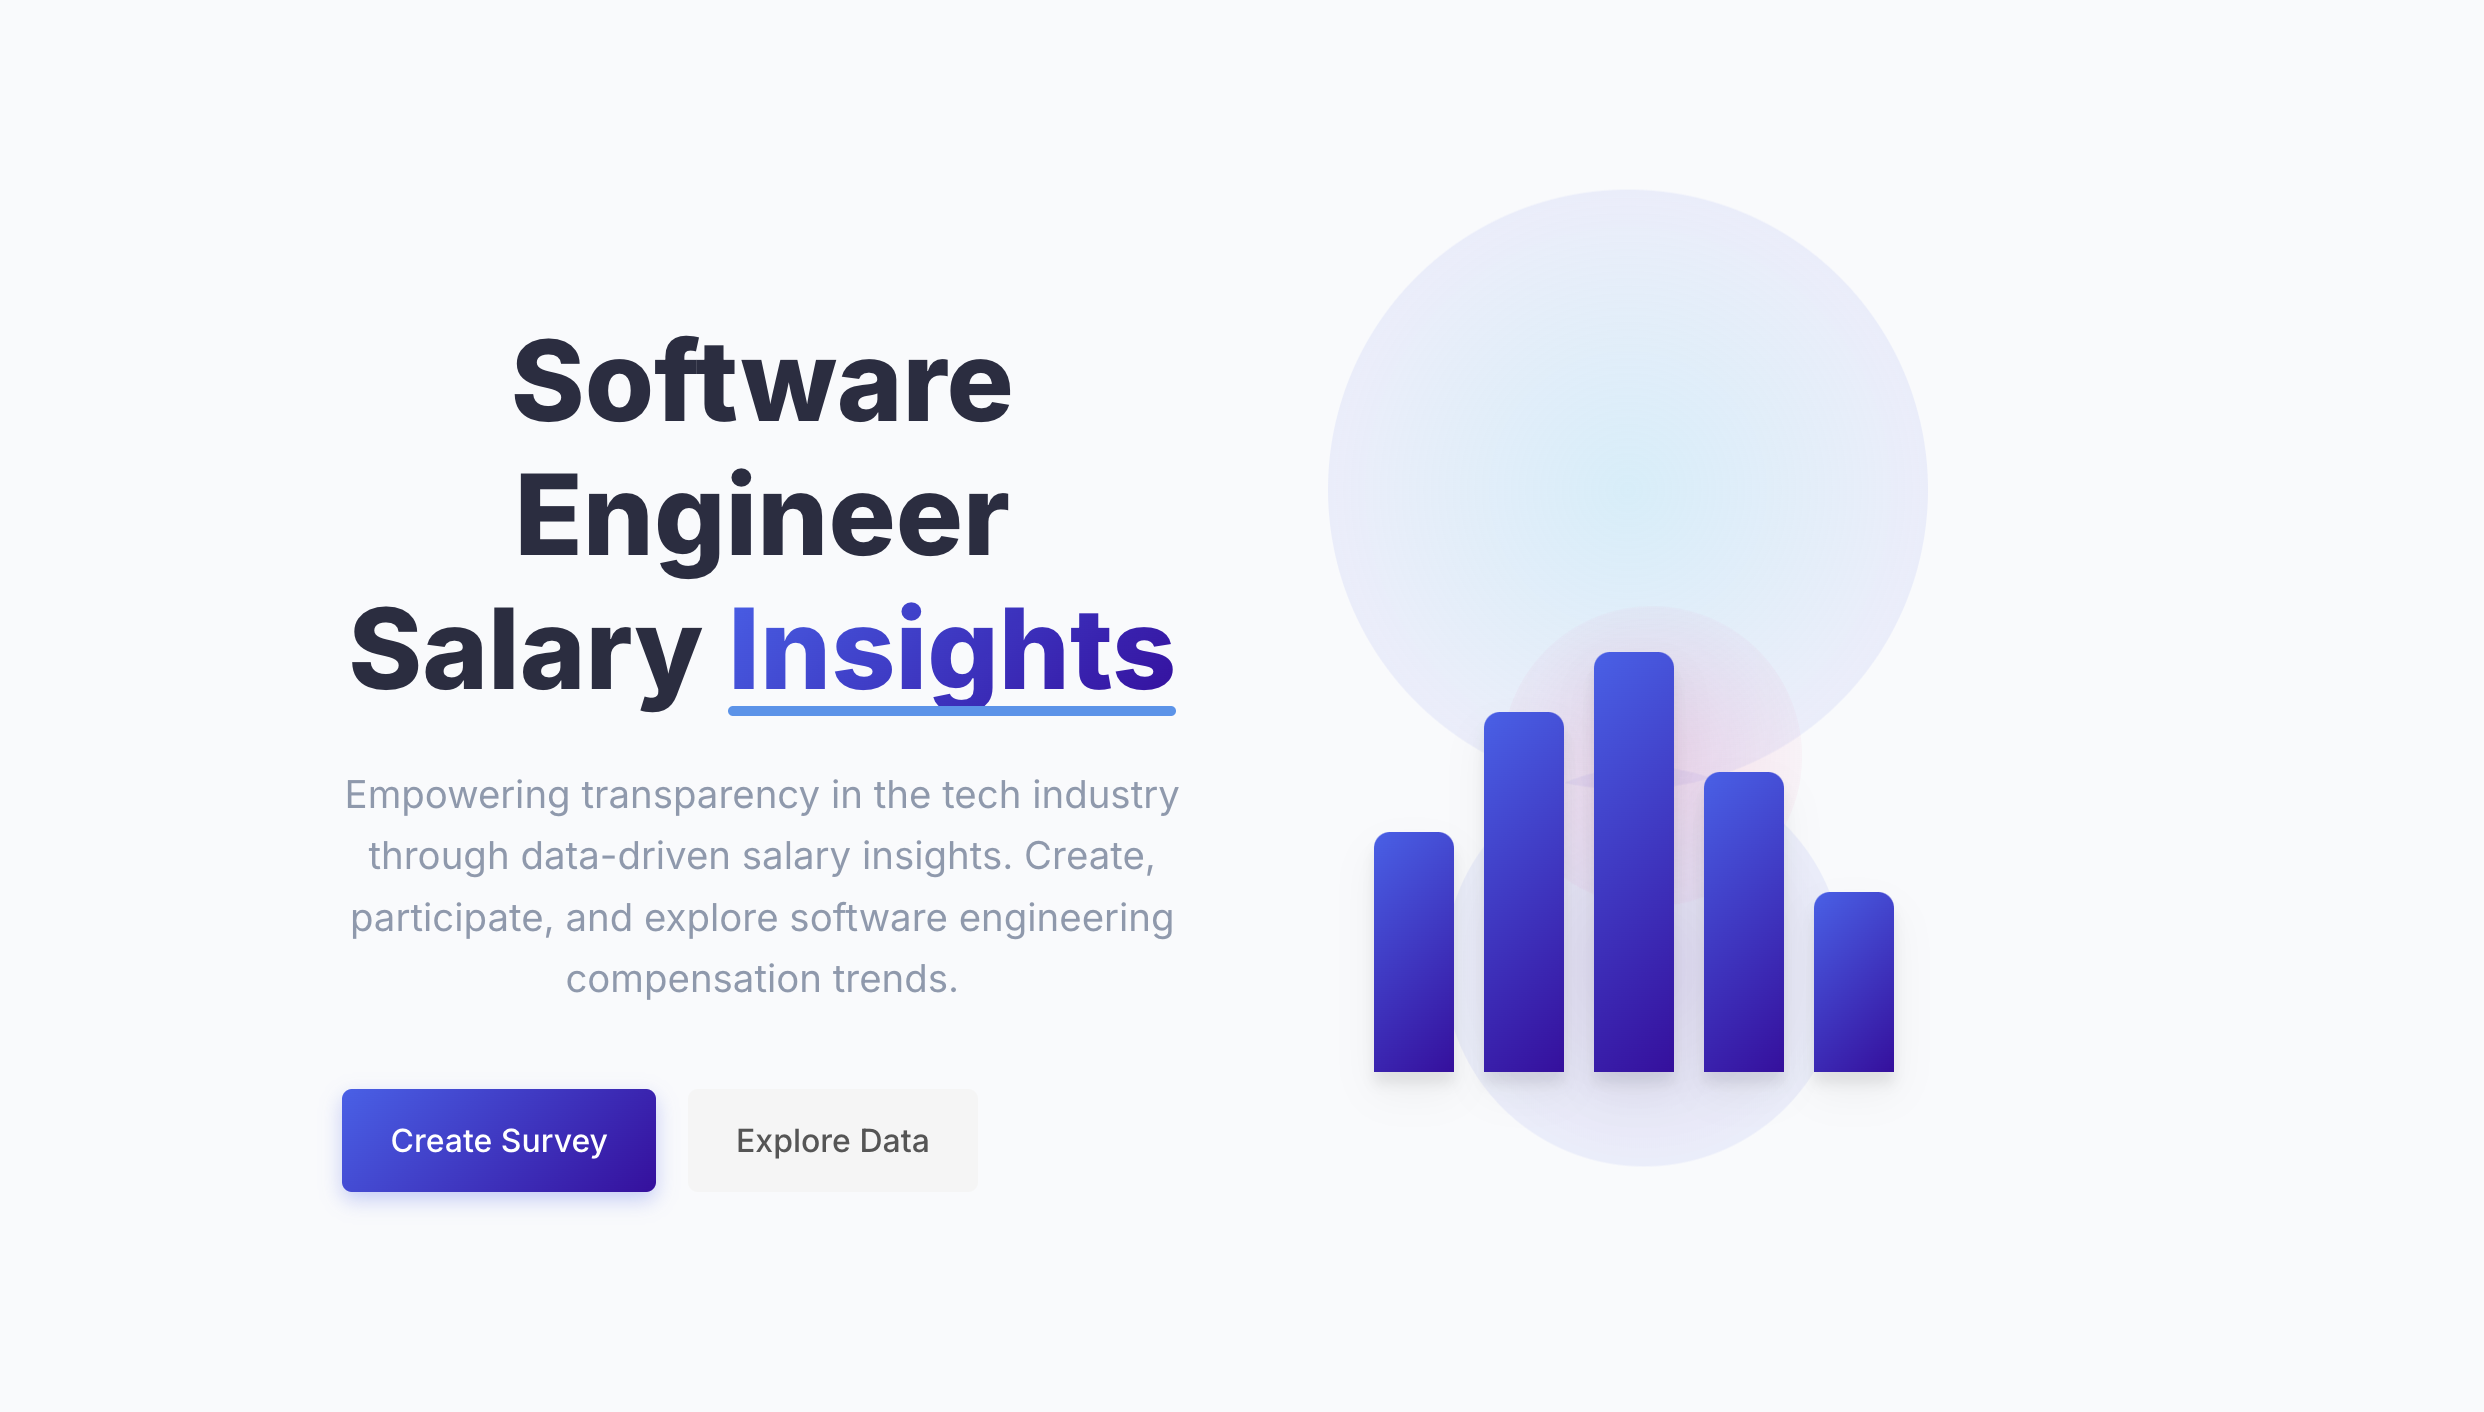 Software
Engineer
Salary Insights
Empowering transparency in the tech industry
through data-driven salary insights. Create,
participate, and explore software engineering
compensation trends.
Create Survey
Explore Data